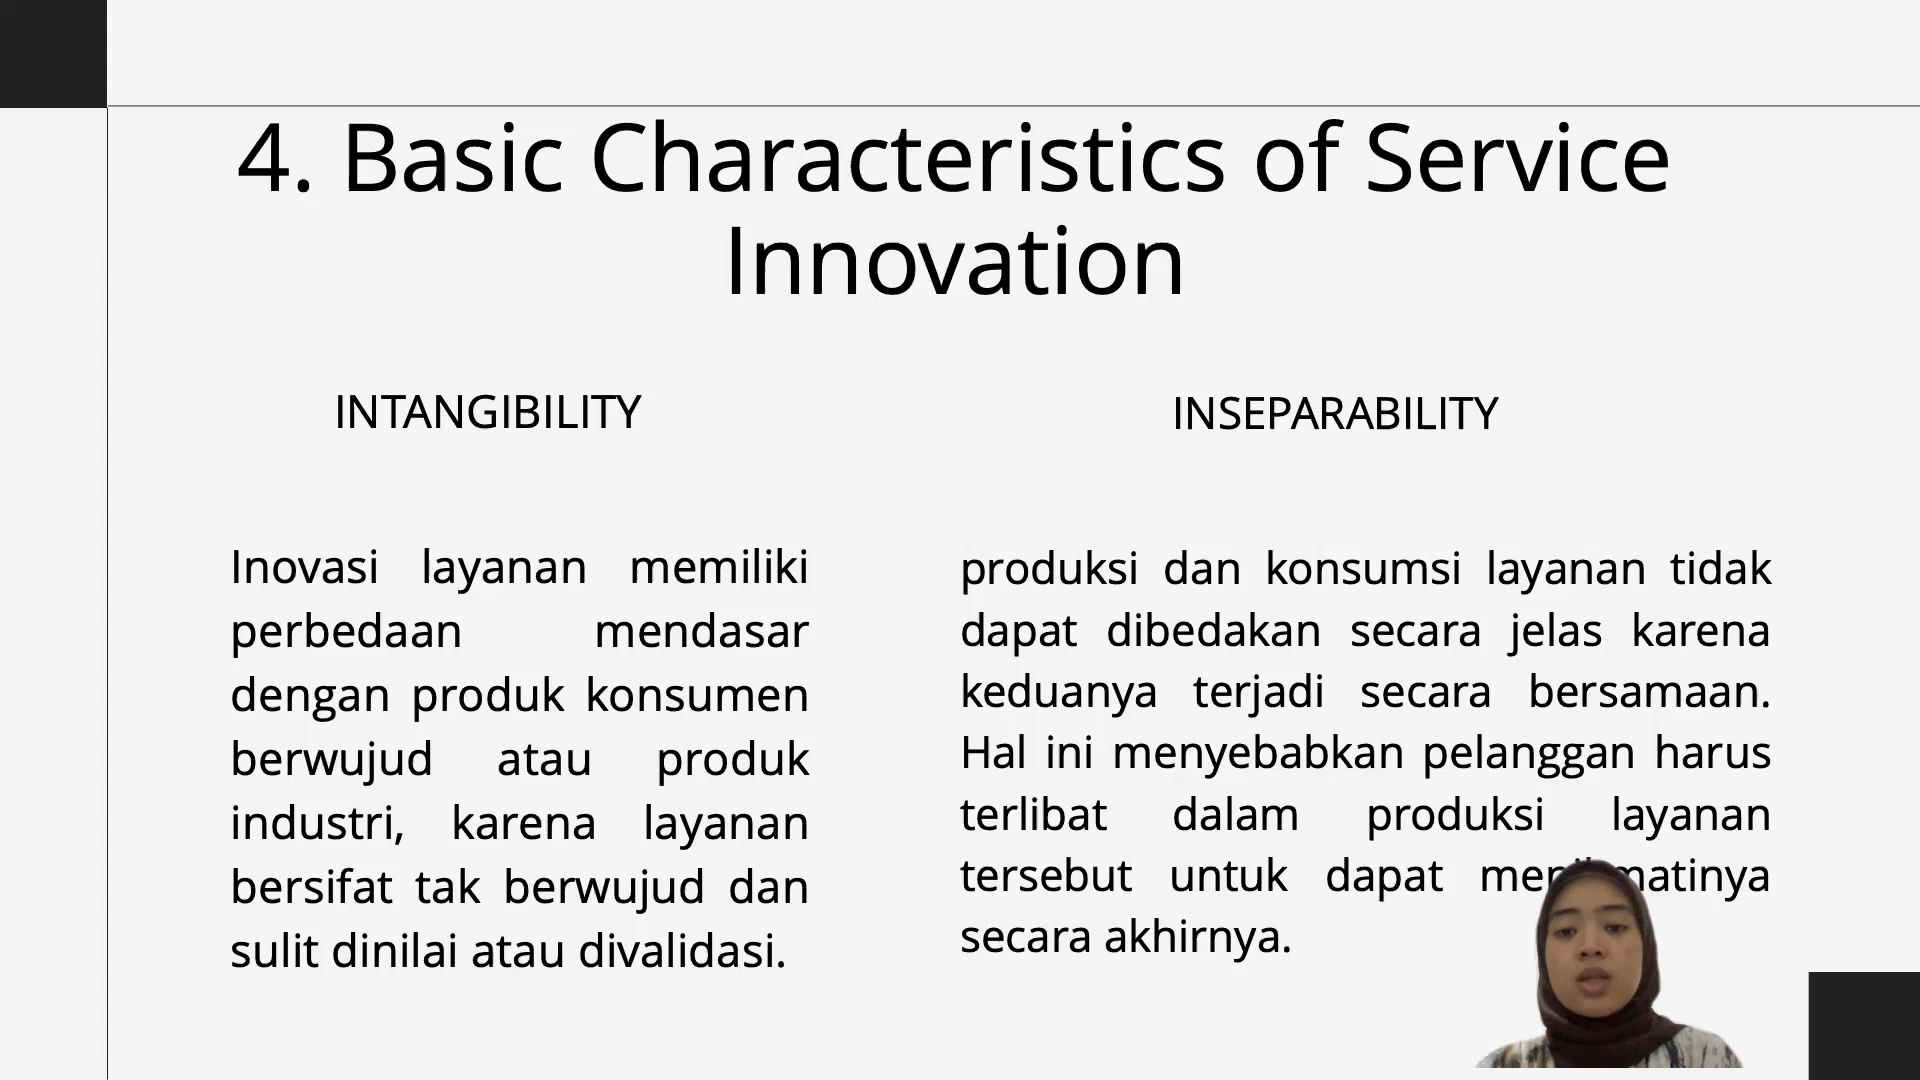 4. Basic Characteristics of Service
Innovation
INTANGIBILITY
Inovasi layanan memiliki
perbedaan mendasar
dengan produk konsumen
berwujud atau produk
industri, karena layanan
bersifat tak berwujud dan
sulit dinilai atau divalidasi.
INSEPARABILITY
produksi dan konsumsi layanan tidak
dapat dibedakan secara jelas karena
keduanya terjadi secara bersamaan.
Hal ini menyebabkan pelanggan harus
terlibat dalam produksi layanan
tersebut untuk dapat
secara akhirnya.